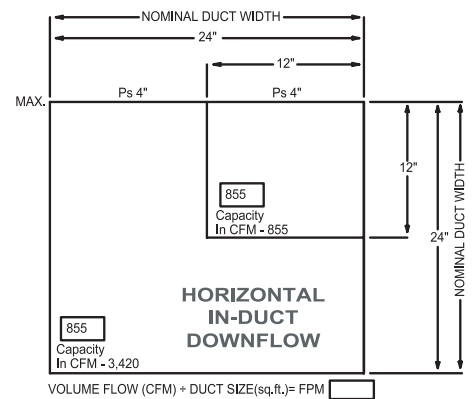 NOMINAL DUCT WIDTH
24"
12"
Ps 4" Ps 4"
MAX.
12"
24"
NOMINAL DUCT WIDTH
855
Capacity
In CFM - 855
HORIZONTAL
IN-DUCT
DOWNFLOW
855
Capacity
In CFM - 3,420
VOLUME FLOW (CFM) ÷ DUCT SIZE(sq.ft.)= FPM